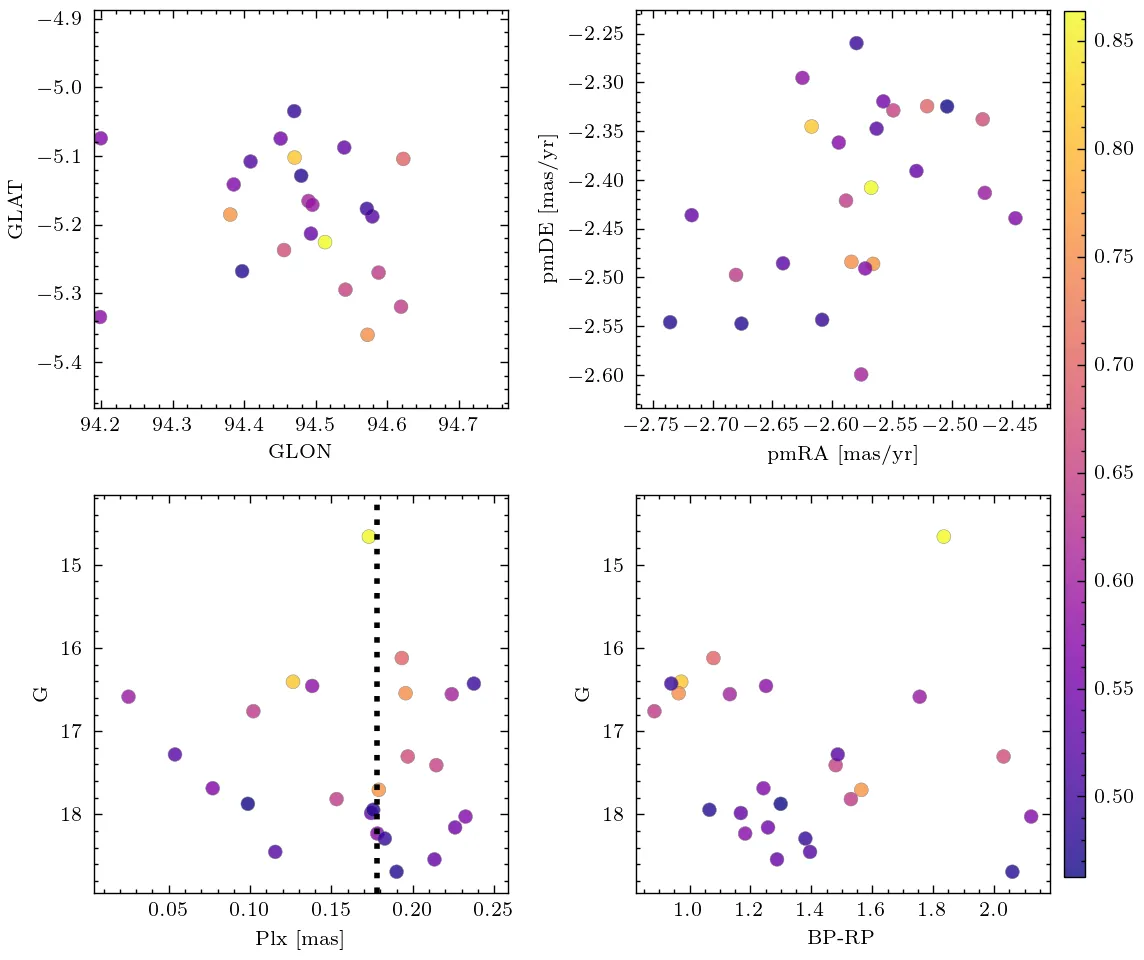 −4.9
−5.0
−5.1
−5.2
−5.3
−5.4
GLAT
94.2 94.3 94.4 94.5 94.6 94.7
GLON
−2.25
−2.30
−2.35
−2.40
−2.45
−2.50
−2.55
−2.60
pmDE [mas/yr]
−2.75 −2.70 −2.65 −2.60 −2.55 −2.50 −2.45
pmRA [mas/yr]
15
16
17
18
G
0.05 0.10 0.15 0.20 0.25
Plx [mas]
15
16
17
18
G
1.0 1.2 1.4 1.6 1.8 2.0
BP-RP
0.85
0.80
0.75
0.70
0.65
0.60
0.55
0.50